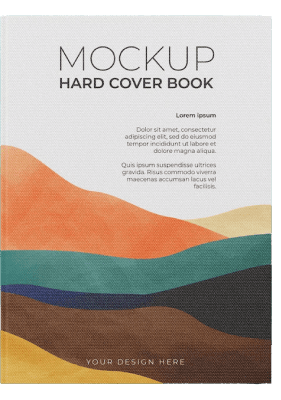 MOCKUP
HARD COVER BOOK
Lorem ipsum
Dolor sit amet, consectetur
adipiscing elit, sed do eiusmod
tempor incididunt ut labore et
dolore magna aliqua.
Quis ipsum suspendisse ultrices
gravida. Risus commodo viverra
maecenas accumsan lacus vel
facilisis.
YOUR DESIGN HERE